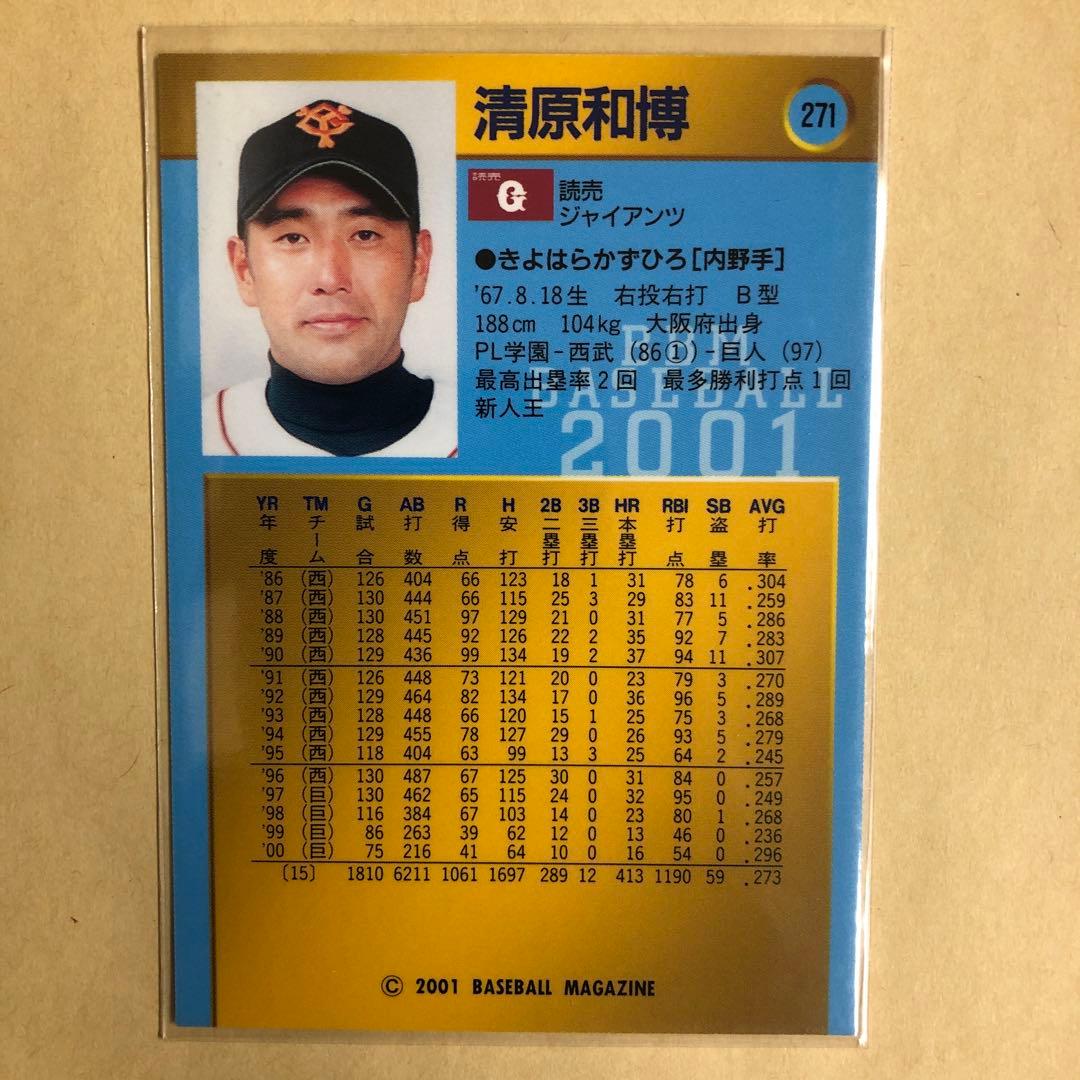 清原和博
271
読売
G
読売
ジャイアンツ
●きよはらかずひろ[内野手]
'67.8.18生 右投右打 B型
188cm 104kg 大阪府出身
PL学園-西武(86①)-巨人(97)
最高出塁率2回 最多勝利打点1回
新人王
BBM
BASEBALL
2001
YR TM G AB R H 2B 3B HR RBI SB AVG
年度 チーム 試合 打数 得点 安打 二塁打 三塁打 本塁打 打点 盗塁 打率
'86 (西) 126 404 66 123 18 1 31 78 6 .304
'87 (西) 130 444 66 115 25 3 29 83 11 .259
'88 (西) 130 451 97 129 21 0 31 77 5 .286
'89 (西) 128 445 92 126 22 2 35 92 7 .283
'90 (西) 129 436 99 134 19 2 37 94 11 .307
'91 (西) 126 448 73 121 20 0 23 79 3 .270
'92 (西) 129 464 82 134 17 0 36 96 5 .289
'93 (西) 128 448 66 120 15 1 25 75 3 .268
'94 (西) 129 455 78 127 29 0 26 93 5 .279
'95 (西) 118 404 63 99 13 3 25 64 2 .245
'96 (西) 130 487 67 125 30 0 31 84 0 .257
'97 (巨) 130 462 65 115 24 0 32 95 0 .249
'98 (巨) 116 384 67 103 14 0 23 80 1 .268
'99 (巨) 86 263 39 62 12 0 13 46 0 .236
'00 (巨) 75 216 41 64 10 0 16 54 0 .296
〔15〕 1810 6211 1061 1697 289 12 413 1190 59 .273
© 2001 BASEBALL MAGAZINE